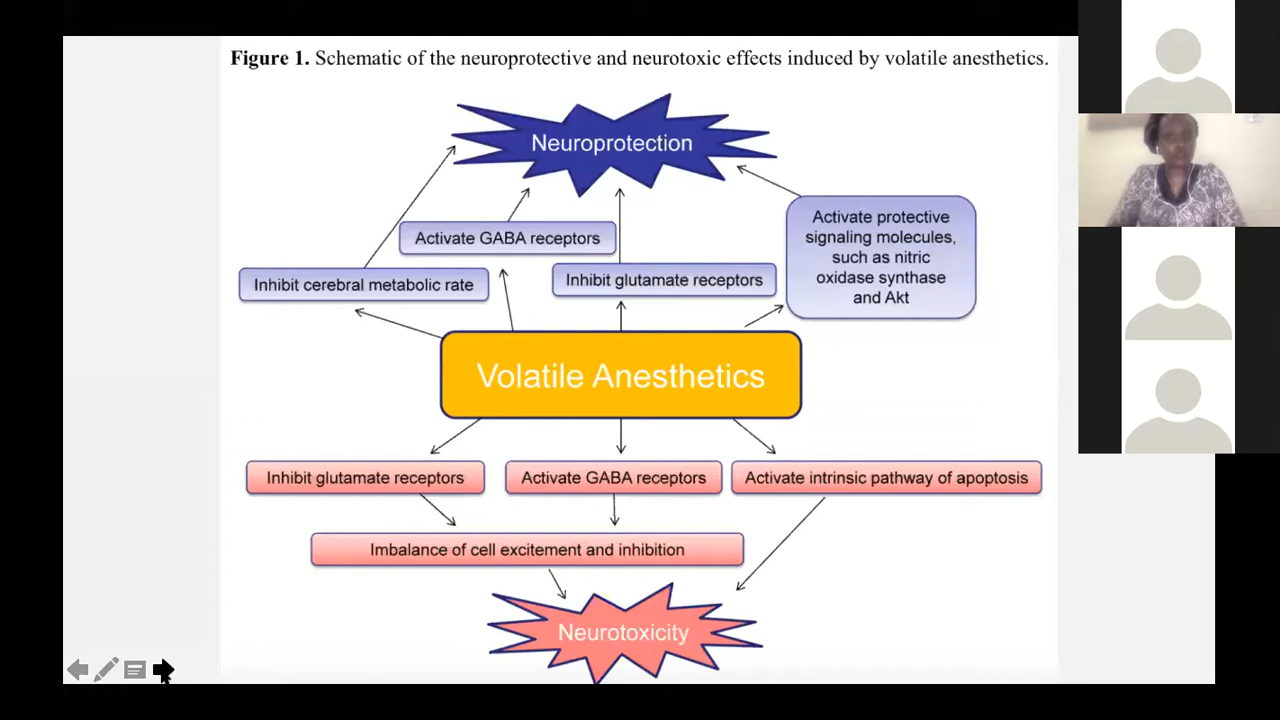 Figure 1. Schematic of the neuroprotective and neurotoxic effects induced by volatile anesthetics.
Neuroprotection
Activate GABA receptors
Inhibit cerebral metabolic rate
Inhibit glutamate receptors
Activate protective
signaling molecules,
such as nitric
oxidase synthase
and Akt
Volatile Anesthetics
Inhibit glutamate receptors
Activate GABA receptors
Activate intrinsic pathway of apoptosis
Imbalance of cell excitement and inhibition
Neurotoxicity